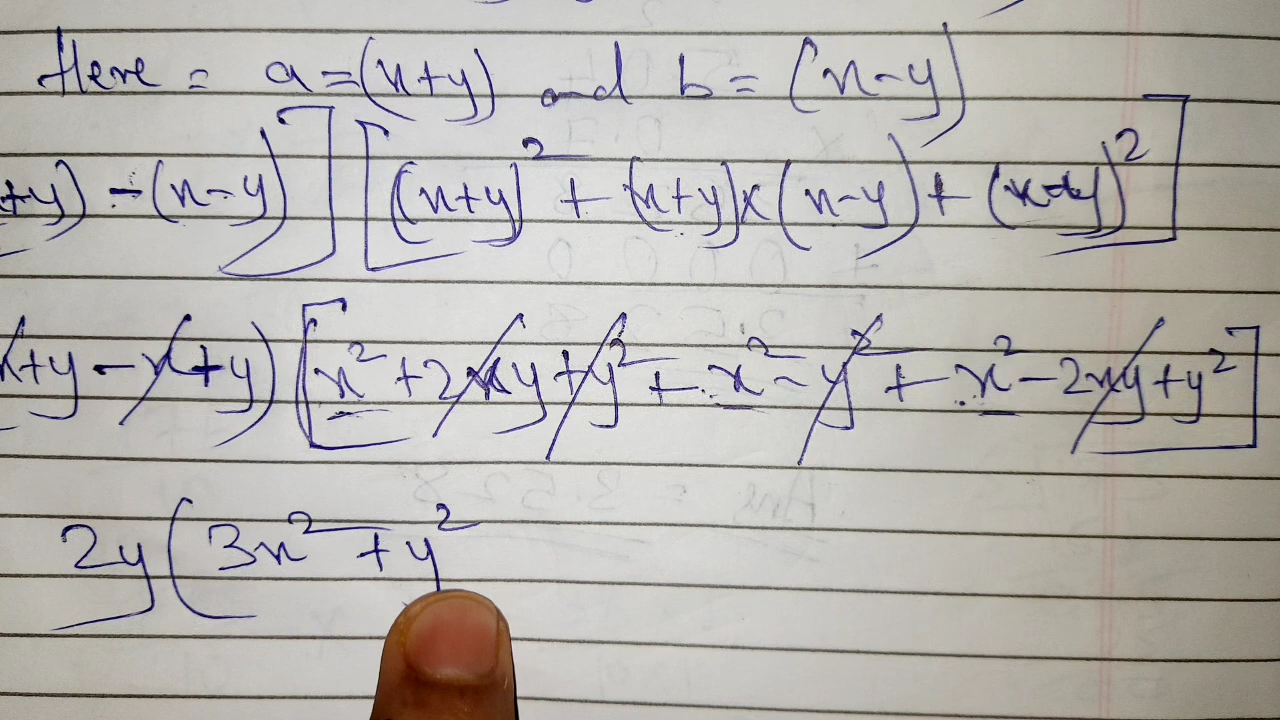 Here = a=(x+y) and b= (x-y)
+y) -(x-y)] [(x+y)² + (x+y)×(x-y)+(x-y)²]
x+y-x+y) [x²+2xy+y²+x²-y²+x²-2xy+y²]
2y(3x²+y²